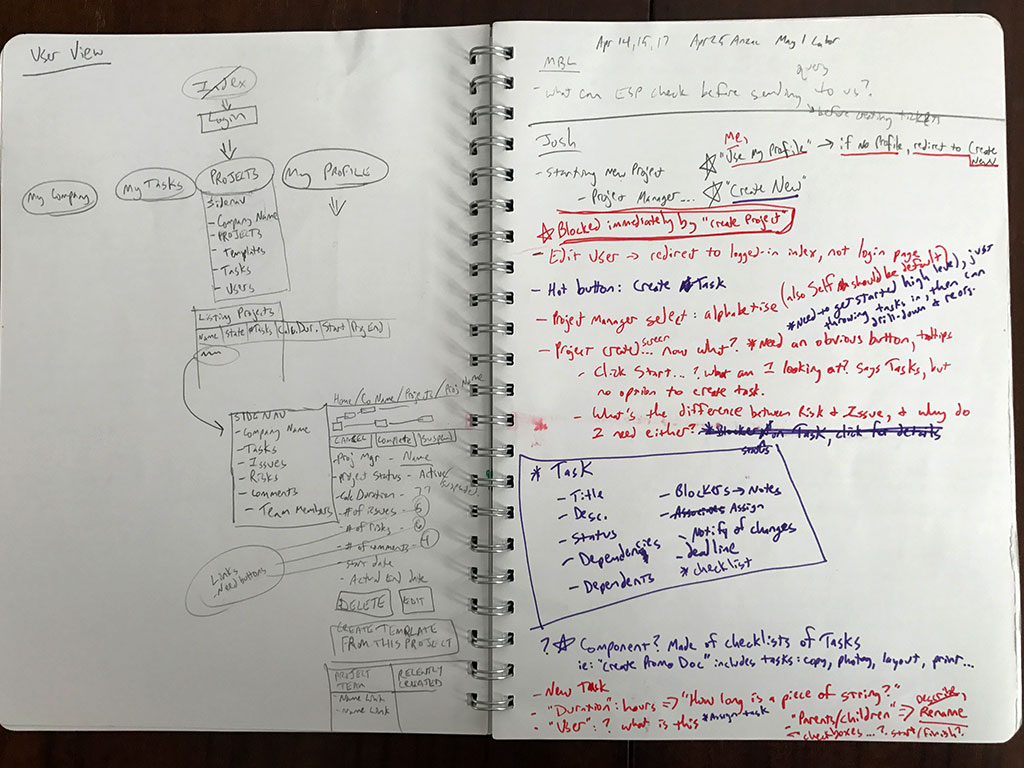 User View
Index
Login
My Company
My Tasks
PROJECTS
My PROFILE
Sidenav
- Company Name
- PROJECTS
- Templates
- Tasks
- Users
Listing Projects
Name | State | #Tasks | Calc. Dur. | Start | Proj End
SIDE NAV
- Company Name
- Tasks
- Issues
- Risks
- Comments
- Team Members
Home/Co Name/Projects/Proj Name
CANCEL | Complete | Suspend
- Proj Mgr - Name
- Project Status - Active/Suspended.
- Calc Duration - 77
- # of issues - 6
- # of risks -
- # of comments - 4
- Start date
- Actual End Date
Links
Need buttons
DELETE
EDIT
CREATE TEMPLATE
FROM THIS PROJECT
PROJECT TEAM
- Name Link
- Name Link
RECENTLY CREATED
Apr 14, 15, 17 Apr 25 Anzac May 1 Labor
MBL
query
- what can ESP check before sending to us?.
* before creating tickets
Josh
- Starting New Project
- Project Manager...
Me,
"Use My Profile" → if no Profile, redirect to Create New
"Create New"
Blocked immediately by "create Project"
- Edit User → redirect to logged-in index, not login page
- Hot button: Create Task
- Project Manager select: alphabetise (also Self should be default)
* Need to get started high level, just
throwing tasks in, then can
drill-down & reorg.
- Project created screen... now what? * Need an obvious button, tooltips
- Click Start...? What am I looking at? Says Tasks, but
no option to create task.
- What's the difference between Risk & Issue, & why do
I need either? * Blocker on Task, click for details
status
* Task
- Title
- Desc.
- Status
- Dependencies
- Dependents
- Blockers → Notes
- Associates Assign
- Notify of changes
- deadline
* checklist
? Component? Made of checklists of Tasks
ie: "Create Promo Doc" includes tasks: copy, photog, layout, print...
- New Task
- "Duration": hours => "How long is a piece of string?"
- "User": ? what is this * Assign task
Describe,
"Parents/children" => Rename
- checkboxes...? start/finish?